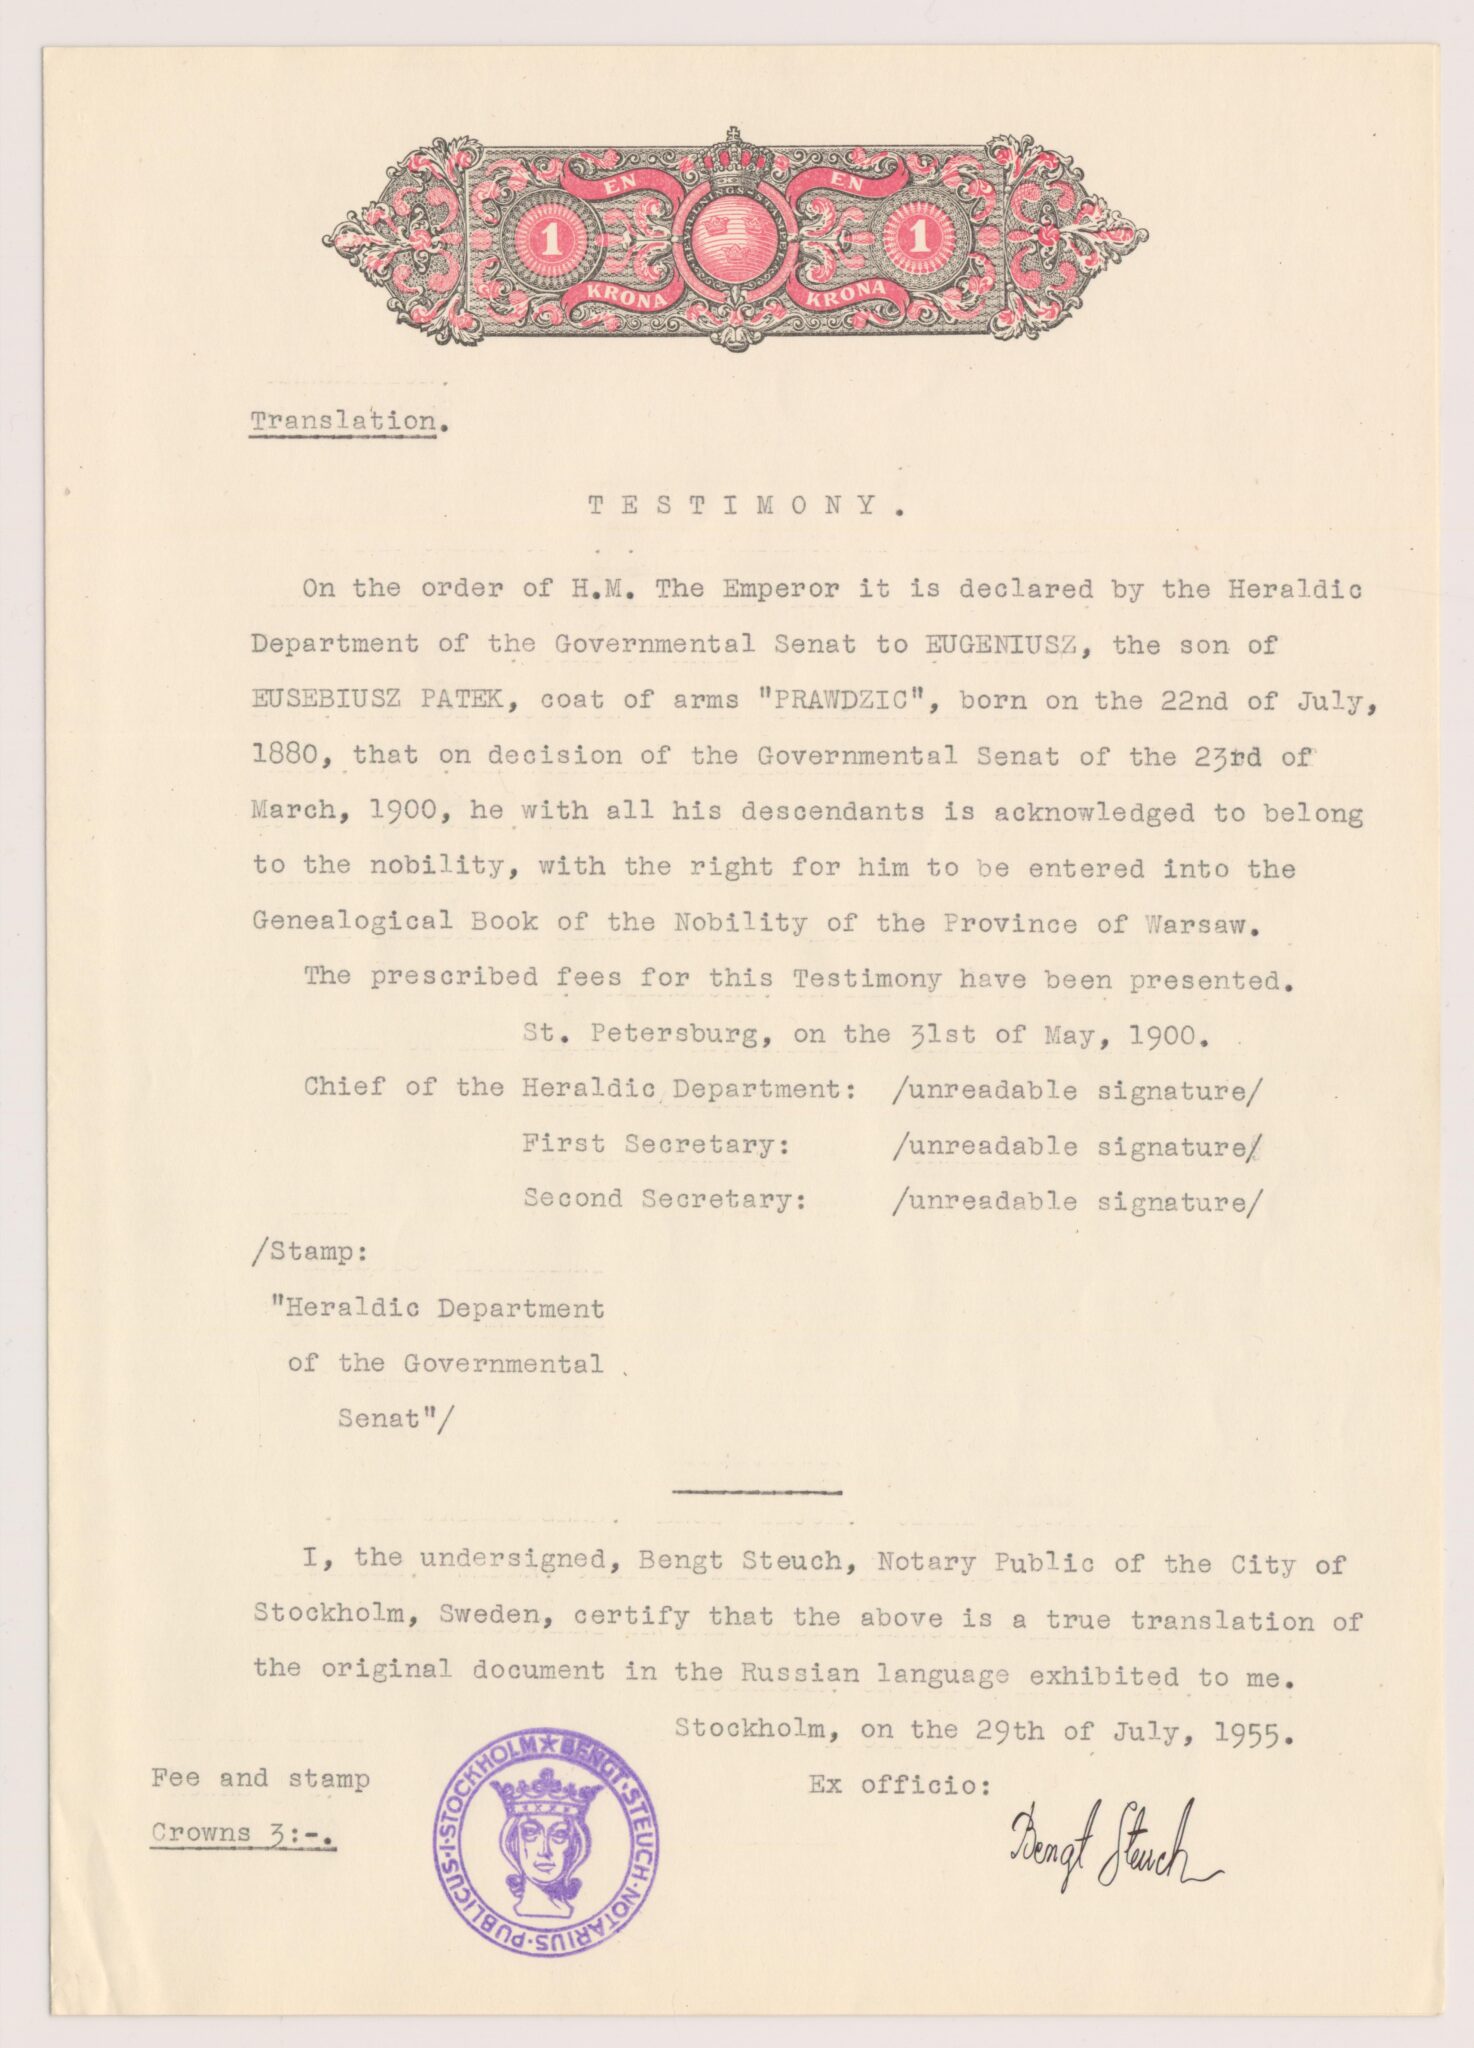 EN EN
BEVILLNINGS-STÄMPEL
1 1
KRONA KRONA
Translation.
TESTIMONY.
On the order of H.M. The Emperor it is declared by the Heraldic
Department of the Governmental Senat to EUGENIUSZ, the son of
EUSEBIUSZ PATEK, coat of arms "PRAWDZIC", born on the 22nd of July,
1880, that on decision of the Governmental Senat of the 23rd of
March, 1900, he with all his descendants is acknowledged to belong
to the nobility, with the right for him to be entered into the
Genealogical Book of the Nobility of the Province of Warsaw.
The prescribed fees for this Testimony have been presented.
St. Petersburg, on the 31st of May, 1900.
Chief of the Heraldic Department: /unreadable signature/
First Secretary: /unreadable signature/
Second Secretary: /unreadable signature/
/Stamp:
"Heraldic Department
of the Governmental
Senat"/
I, the undersigned, Bengt Steuch, Notary Public of the City of
Stockholm, Sweden, certify that the above is a true translation of
the original document in the Russian language exhibited to me.
Stockholm, on the 29th of July, 1955.
Fee and stamp
Crowns 3:-.
Ex officio:
Bengt Steuch
BENGT·STEUCH·NOTARIUS·PUBLICUS·I·STOCKHOLM